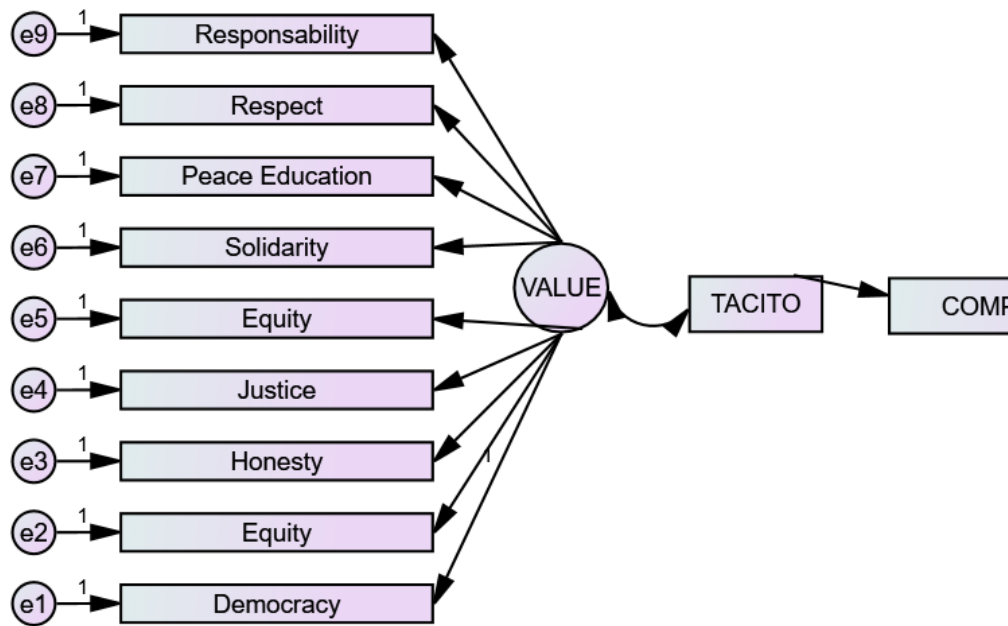 e9 1 Responsability
e8 1 Respect
e7 1 Peace Education
e6 1 Solidarity
VALUE
TACITO
COMP
e5 1 Equity
e4 1 Justice
e3 1 Honesty
1
e2 1 Equity
e1 1 Democracy